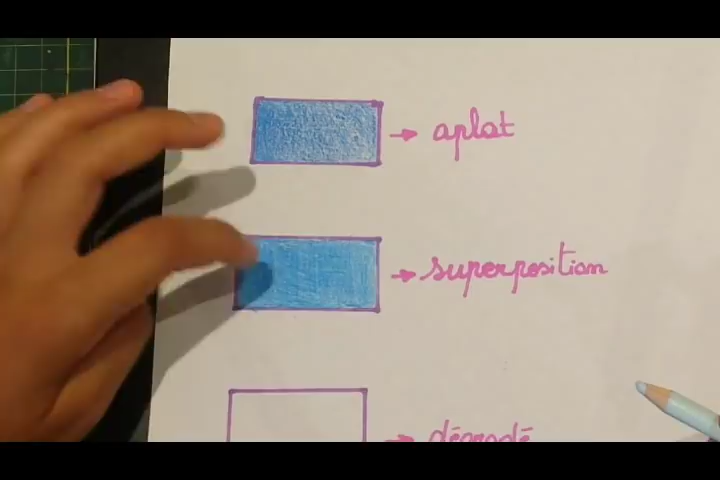 → aplat
→ superposition
→ dégradé